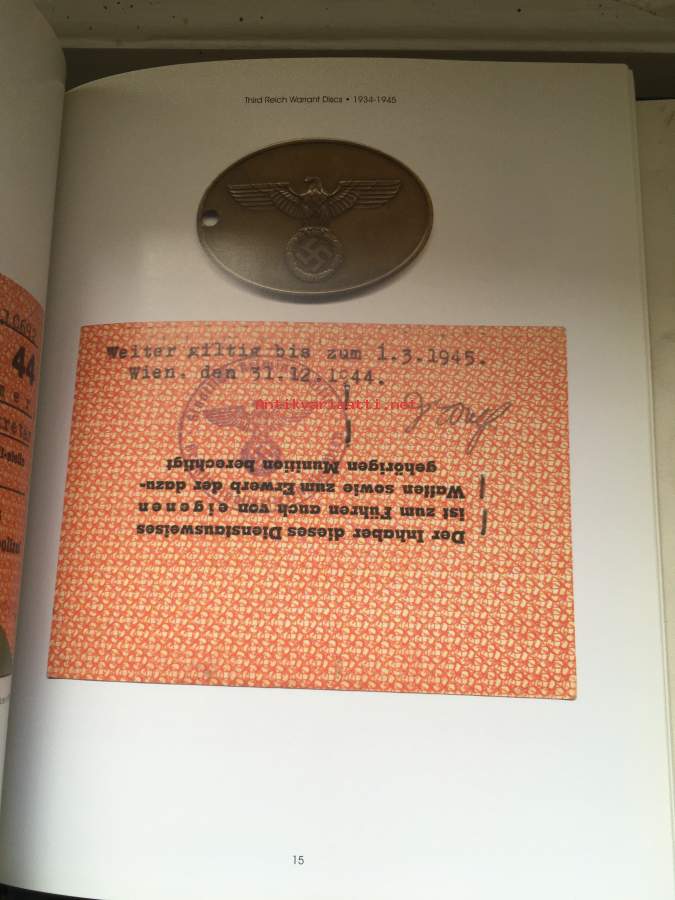 Third Reich Warrant Discs • 1934-1945
Weiter giltig bis zum 1.3.1945.
Wien. den 31.12.1944.
Antikvariaatti.net
Der Inhaber dieses Dienstausweises
ist zum Führen auch von eigenen
Waffen sowie zum Erwerb der dazu-
gehörigen Munition berechtigt
44
15